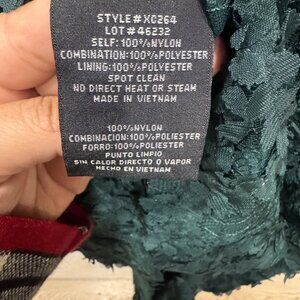 STYLE#XC264
LOT#46232
SELF:100%NYLON
COMBINATION:100%POLYESTER
LINING:100%POLYESTER
SPOT CLEAN
NO DIRECT HEAT OR STEAM
MADE IN VIETNAM
100%NYLON
COMBINACION:100%POLIESTER
FORRO:100%POLIESTER
PUNTO LIMPIO
SIN CALOR DIRECTO O VAPOR
HECHO EN VIETNAM